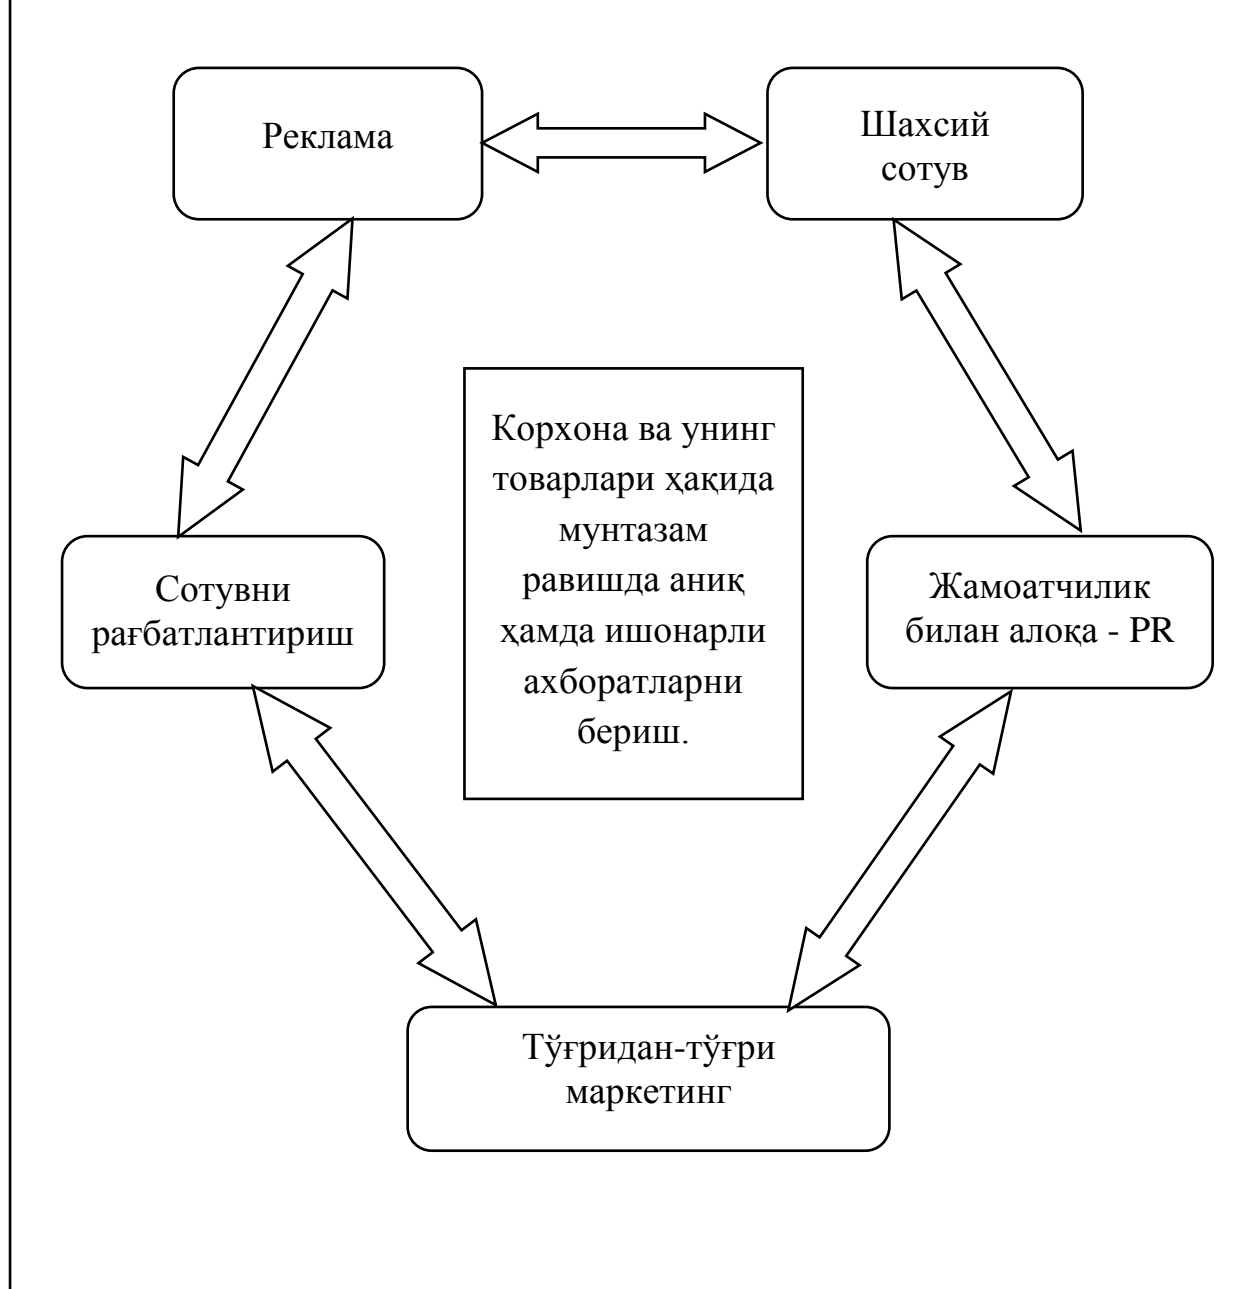 Реклама
Шахсий
сотув
Корхона ва унинг
товарлари ҳақида
мунтазам
равишда аниқ
ҳамда ишонарли
ахборатларни
бериш.
Сотувни
рағбатлантириш
Жамоатчилик
билан алоқа - PR
Тўғридан-тўғри
маркетинг